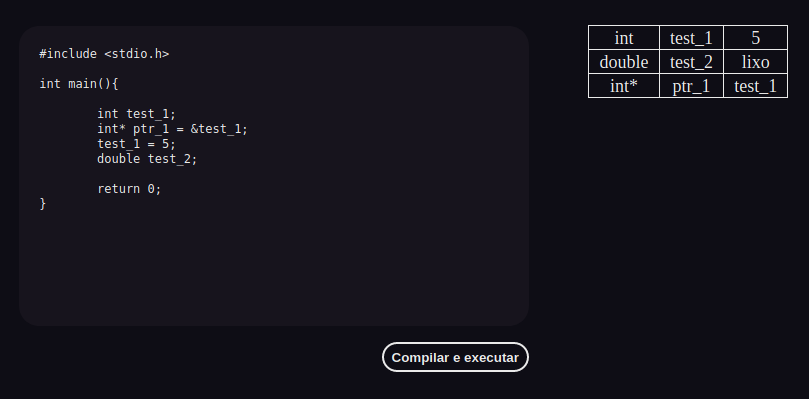 #include <stdio.h>
int main(){
int test_1;
int* ptr_1 = &test_1;
test_1 = 5;
double test_2;
return 0;
}
Compilar e executar
int test_1 5
double test_2 lixo
int* ptr_1 test_1